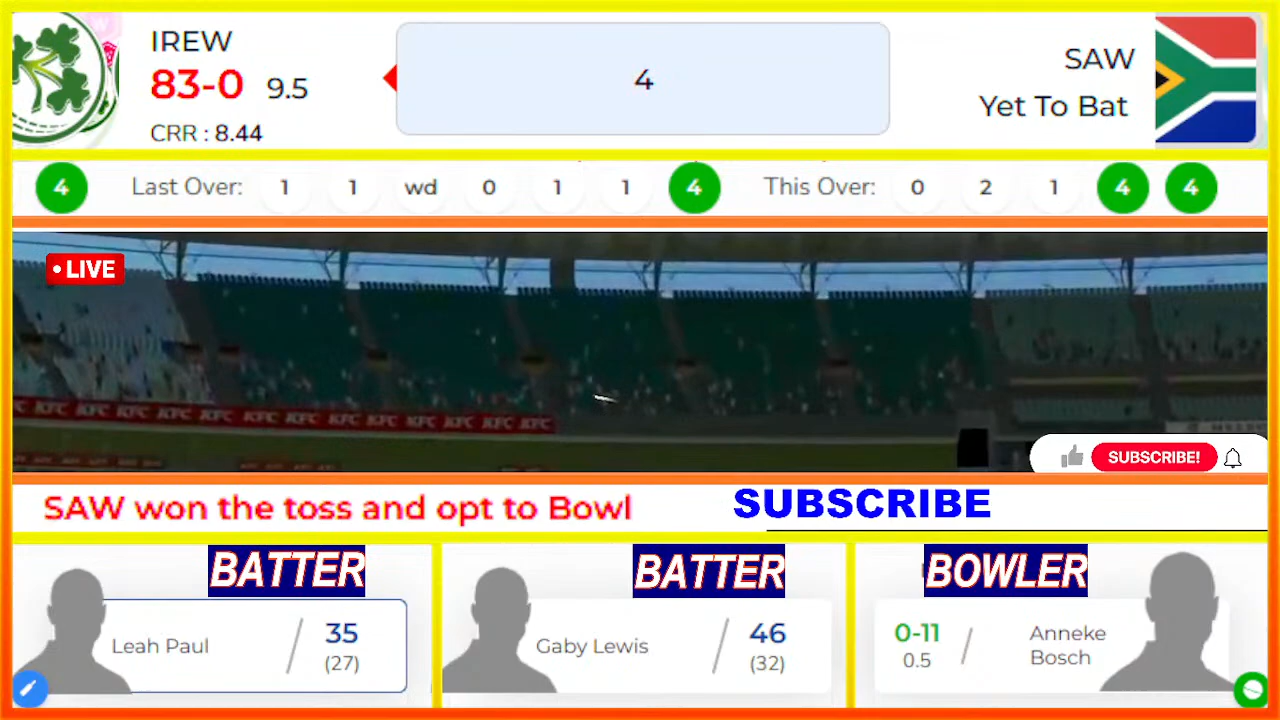 IREW
83-0 9.5
CRR : 8.44
4
SAW
Yet To Bat
4 Last Over: 1 1 wd 0 1 1 4 This Over: 0 2 1 4 4
• LIVE
KFC KFC KFC KFC KFC KFC KFC KFC KFC KFC KFC KFC
SUBSCRIBE!
SAW won the toss and opt to Bowl
SUBSCRIBE
BATTER
Leah Paul
35
(27)
BATTER
Gaby Lewis
46
(32)
BOWLER
0-11
0.5
Anneke
Bosch